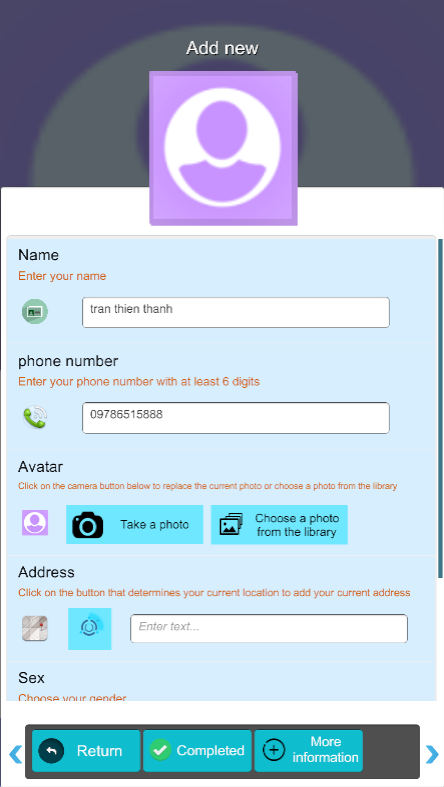 Add new
Name
Enter your name
tran thien thanh
phone number
Enter your phone number with at least 6 digits
09786515888
Avatar
Click on the camera button below to replace the current photo or choose a photo from the library
Take a photo
Choose a photo
from the library
Address
Click on the button that determines your current location to add your current address
Enter text...
Sex
Choose your gender
Return
Completed
More
information